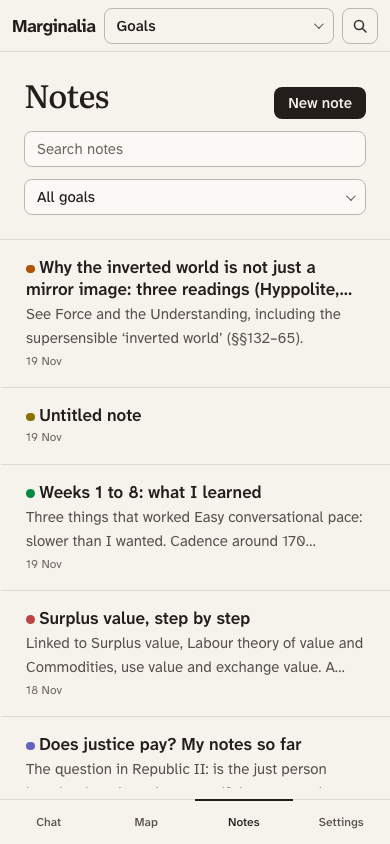 Marginalia
Goals
Notes
New note
Search notes
All goals
Why the inverted world is not just a
mirror image: three readings (Hyppolite,...
See Force and the Understanding, including the
supersensible ‘inverted world’ (§§132–65).
19 Nov
Untitled note
19 Nov
Weeks 1 to 8: what I learned
Three things that worked Easy conversational pace:
slower than I wanted. Cadence around 170...
19 Nov
Surplus value, step by step
Linked to Surplus value, Labour theory of value and
Commodities, use value and exchange value. A...
18 Nov
Does justice pay? My notes so far
The question in Republic II: is the just person
Chat
Map
Notes
Settings